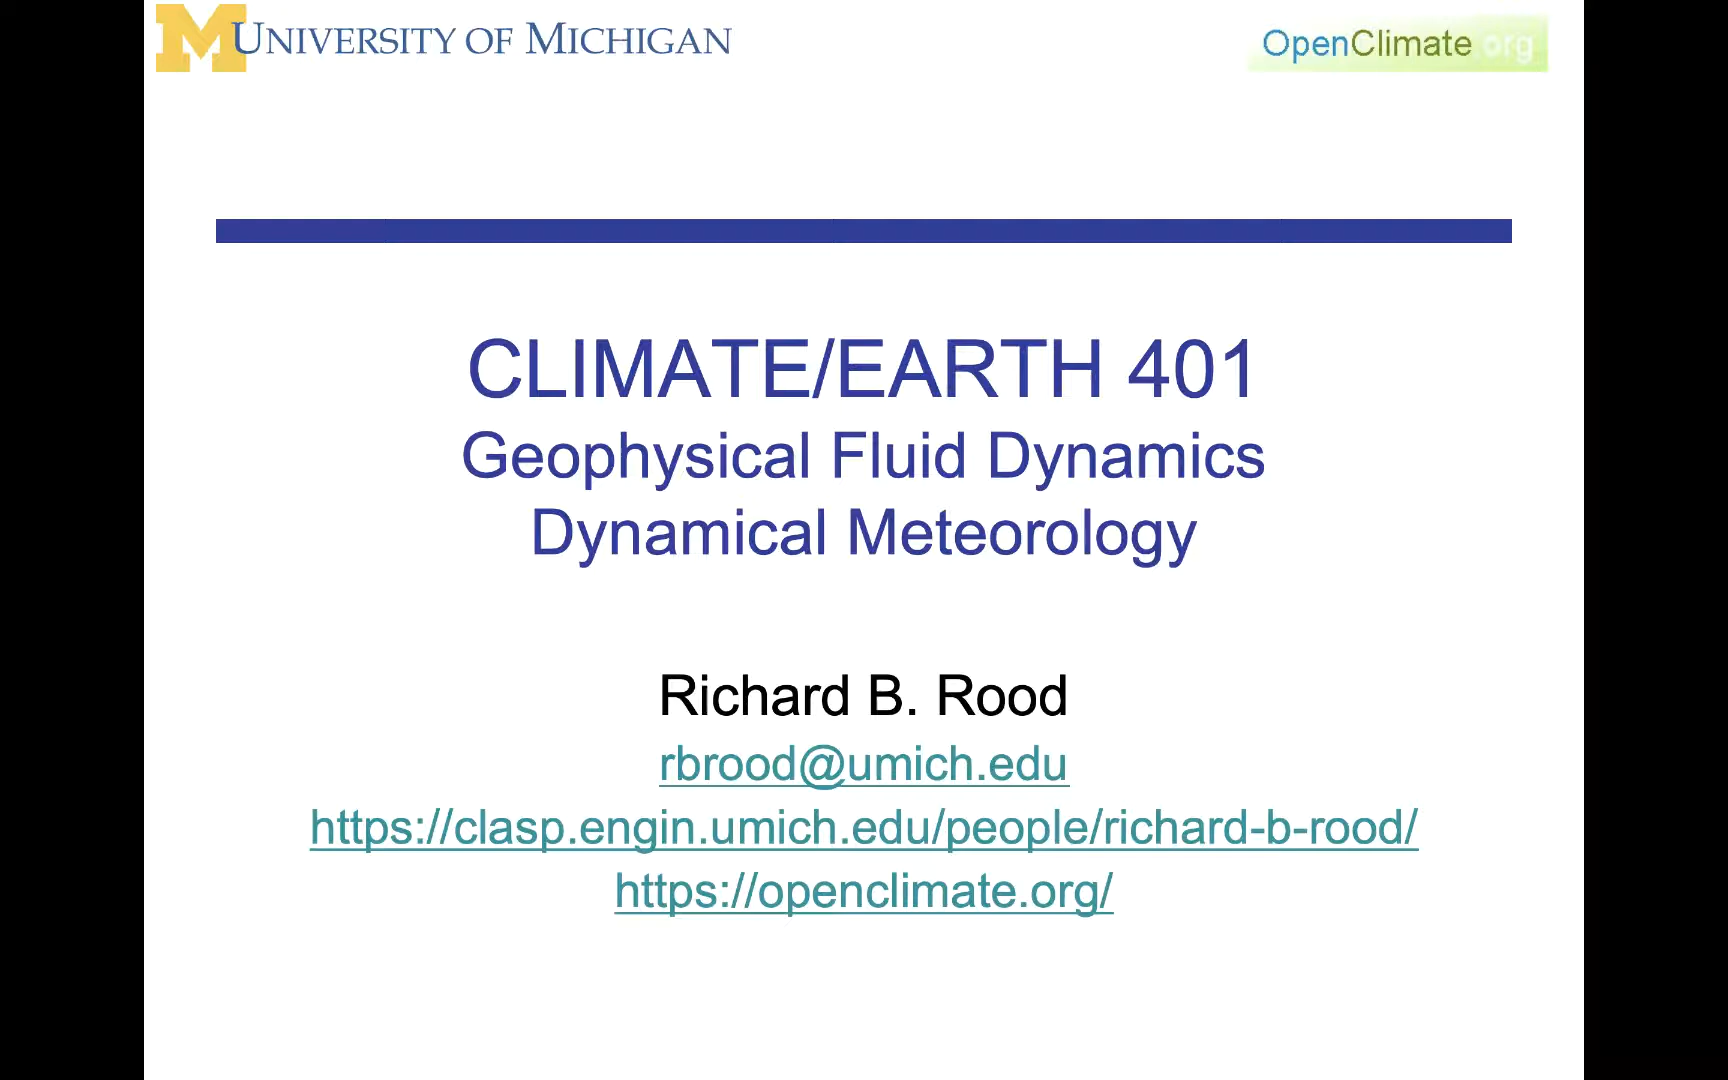 UNIVERSITY OF MICHIGAN
OpenClimate.org
CLIMATE/EARTH 401
Geophysical Fluid Dynamics
Dynamical Meteorology
Richard B. Rood
rbrood@umich.edu
https://clasp.engin.umich.edu/people/richard-b-rood/
https://openclimate.org/